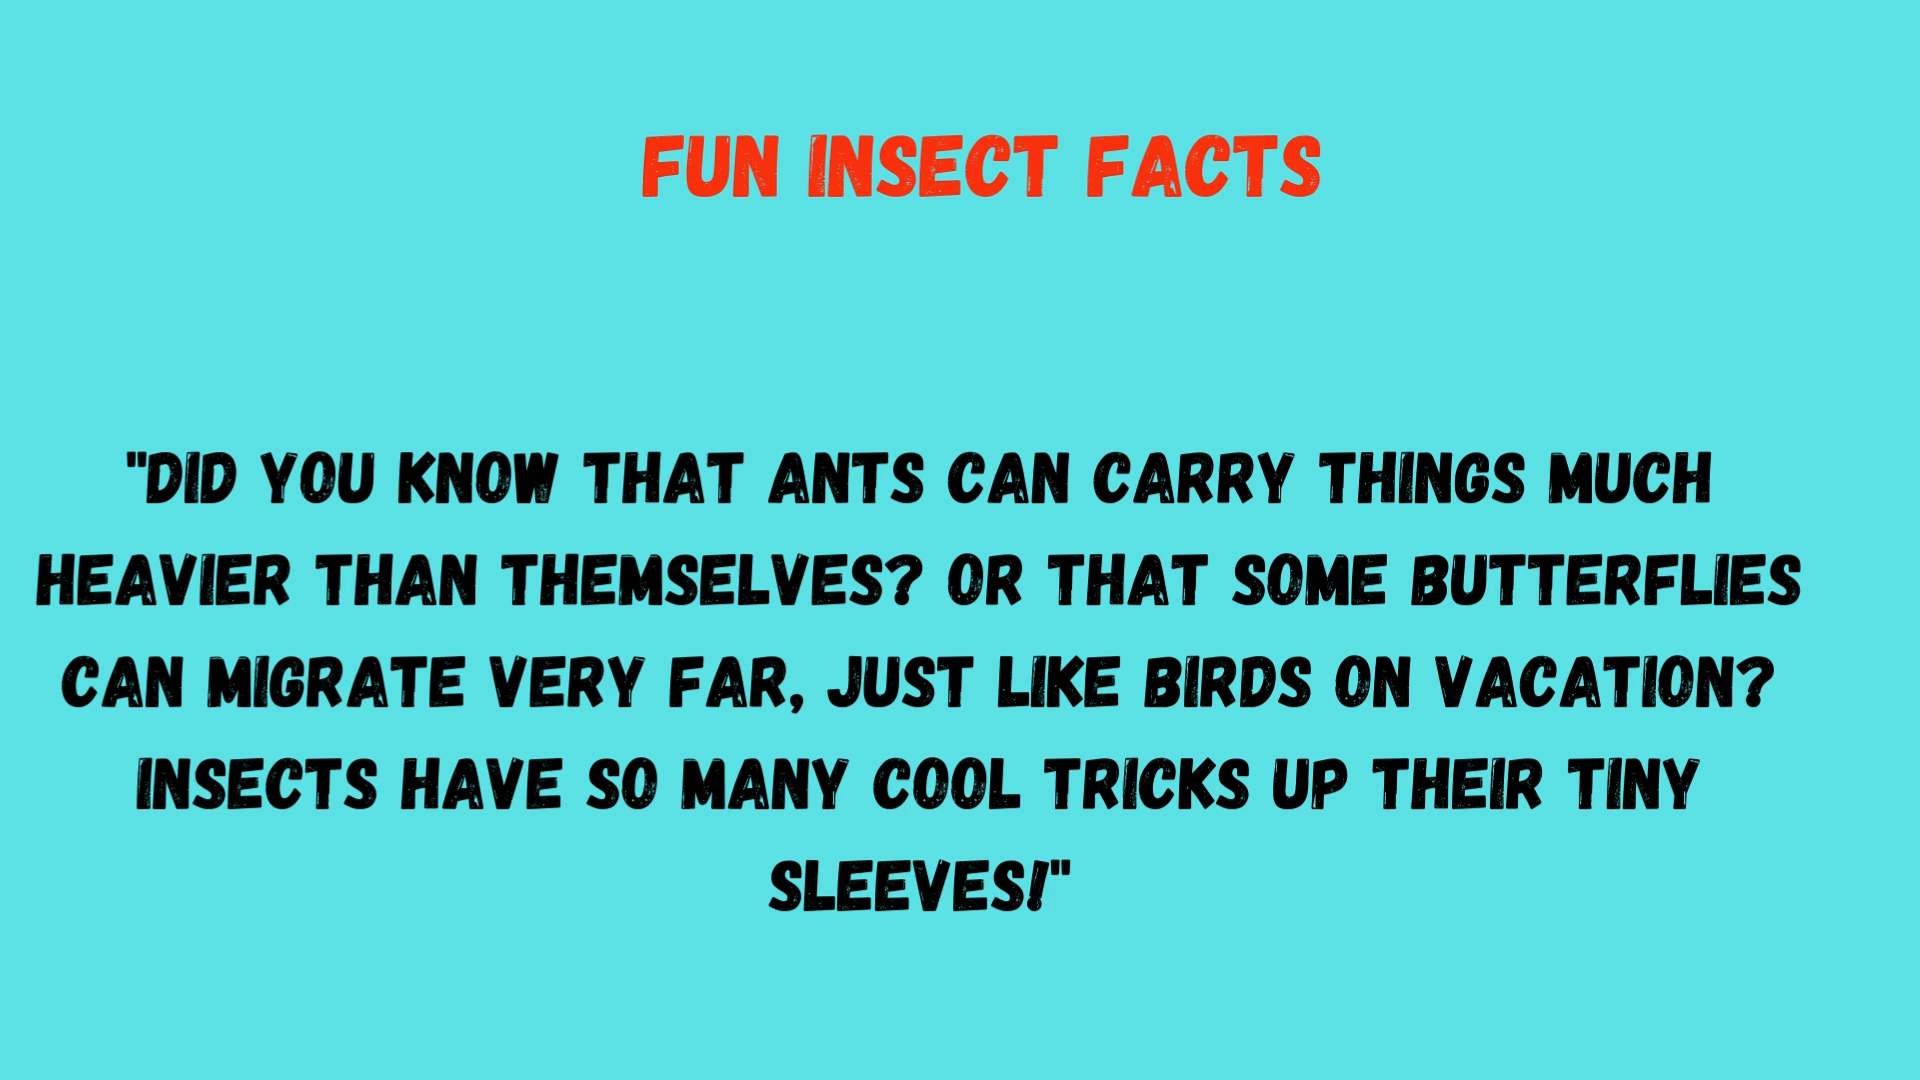 FUN INSECT FACTS
"DID YOU KNOW THAT ANTS CAN CARRY THINGS MUCH
HEAVIER THAN THEMSELVES? OR THAT SOME BUTTERFLIES
CAN MIGRATE VERY FAR, JUST LIKE BIRDS ON VACATION?
INSECTS HAVE SO MANY COOL TRICKS UP THEIR TINY
SLEEVES!"